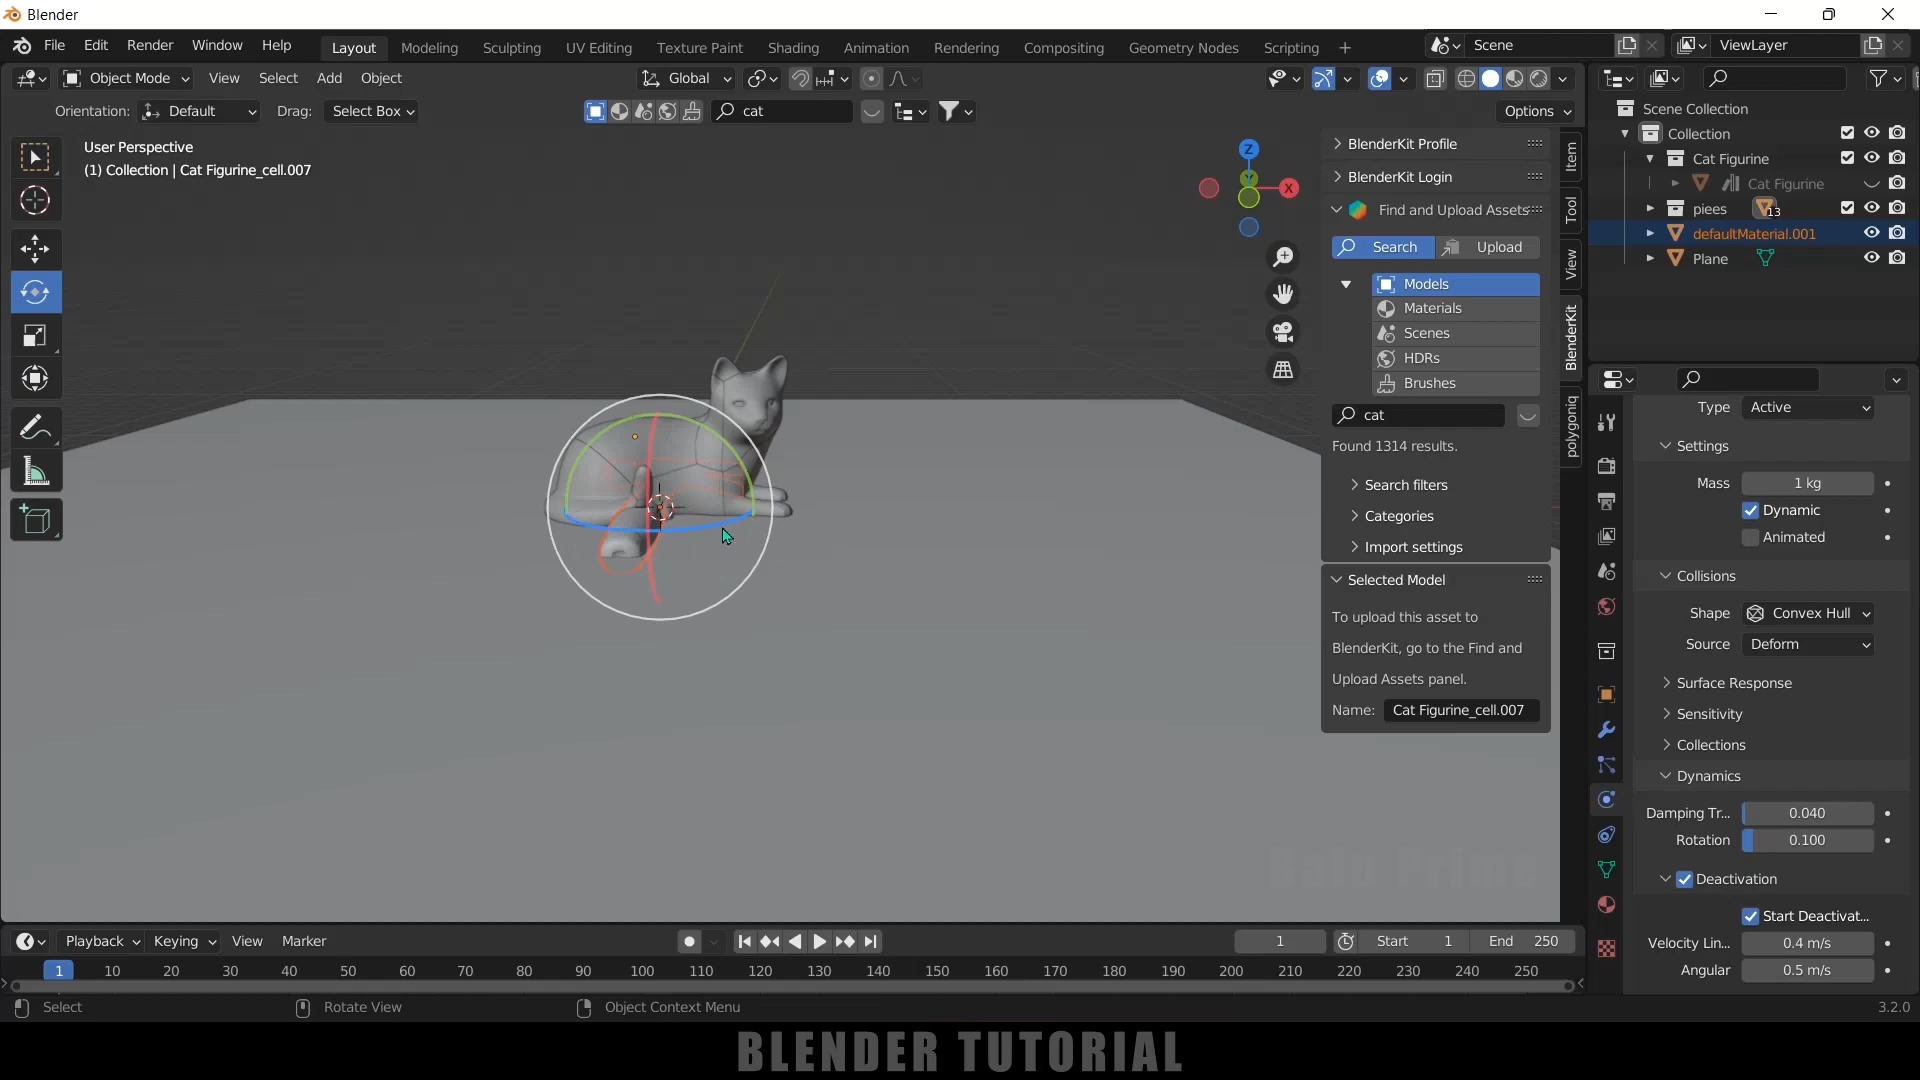 Blender
File Edit Render Window Help
Layout Modeling Sculpting UV Editing Texture Paint Shading Animation Rendering Compositing Geometry Nodes Scripting +
Scene
ViewLayer
Object Mode View Select Add Object
Global
Orientation: Default Drag: Select Box
cat
Options
User Perspective
(1) Collection | Cat Figurine_cell.007
Z
Y
X
BlenderKit Profile
BlenderKit Login
Find and Upload Assets
Search Upload
Models
Materials
Scenes
HDRs
Brushes
cat
Found 1314 results.
Search filters
Categories
Import settings
Selected Model
To upload this asset to
BlenderKit, go to the Find and
Upload Assets panel.
Name: Cat Figurine_cell.007
Item
Tool
View
BlenderKit
polygoniq
Scene Collection
Collection
Cat Figurine
Cat Figurine
piees 13
defaultMaterial.001
Plane
Type Active
Settings
Mass 1 kg
Dynamic
Animated
Collisions
Shape Convex Hull
Source Deform
Surface Response
Sensitivity
Collections
Dynamics
Damping Tr... 0.040
Rotation 0.100
Deactivation
Start Deactivat...
Velocity Lin... 0.4 m/s
Angular 0.5 m/s
Balu Prime
Playback Keying View Marker
1 Start 1 End 250
1 10 20 30 40 50 60 70 80 90 100 110 120 130 140 150 160 170 180 190 200 210 220 230 240 250
Select Rotate View Object Context Menu 3.2.0
BLENDER TUTORIAL